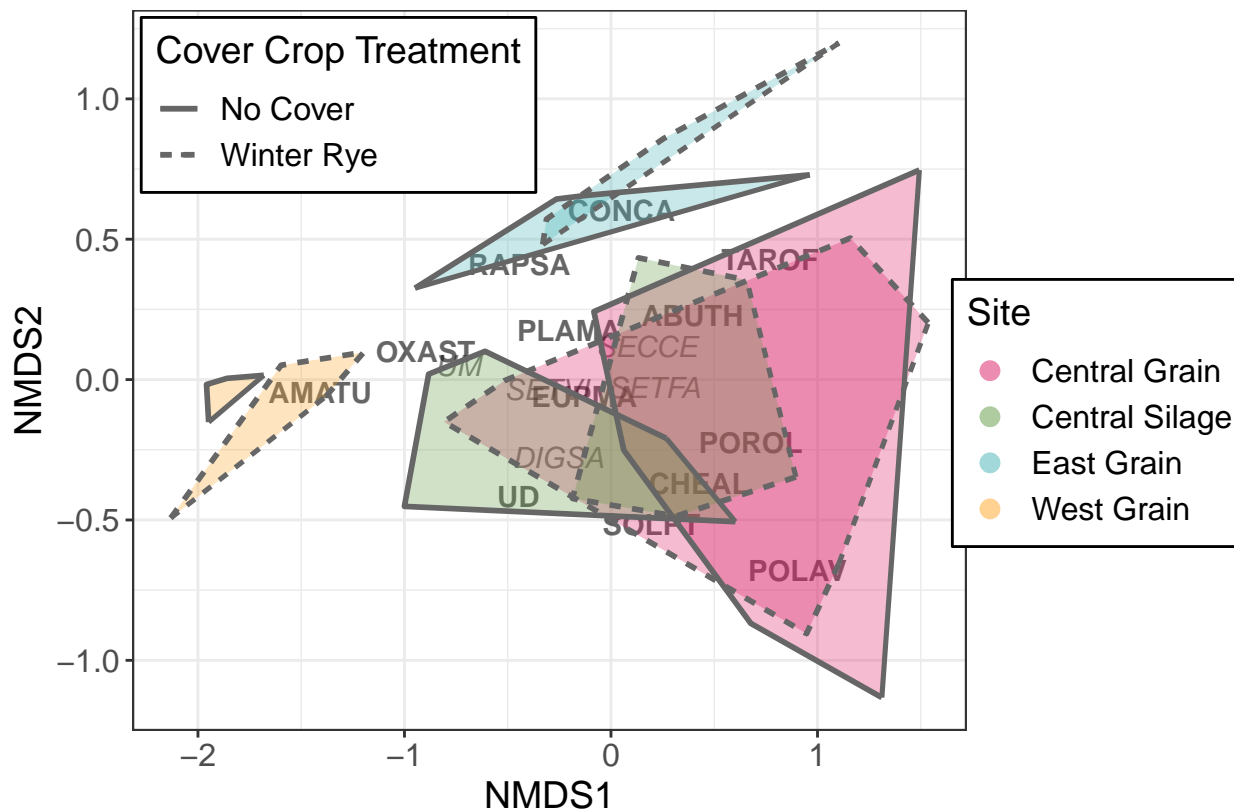 Cover Crop Treatment
No Cover
Winter Rye
1.0
0.5
0.0
−0.5
−1.0
NMDS2
CONCA
RAPSA
TAROF
ABUTH
PLAMA
SECCE
OXAST
UM
AMATU
SETVI
SETFA
EUPMA
POROL
DIGSA
CHEAL
UD
SOLPT
POLAV
−2
−1
0
1
NMDS1
Site
Central Grain
Central Silage
East Grain
West Grain